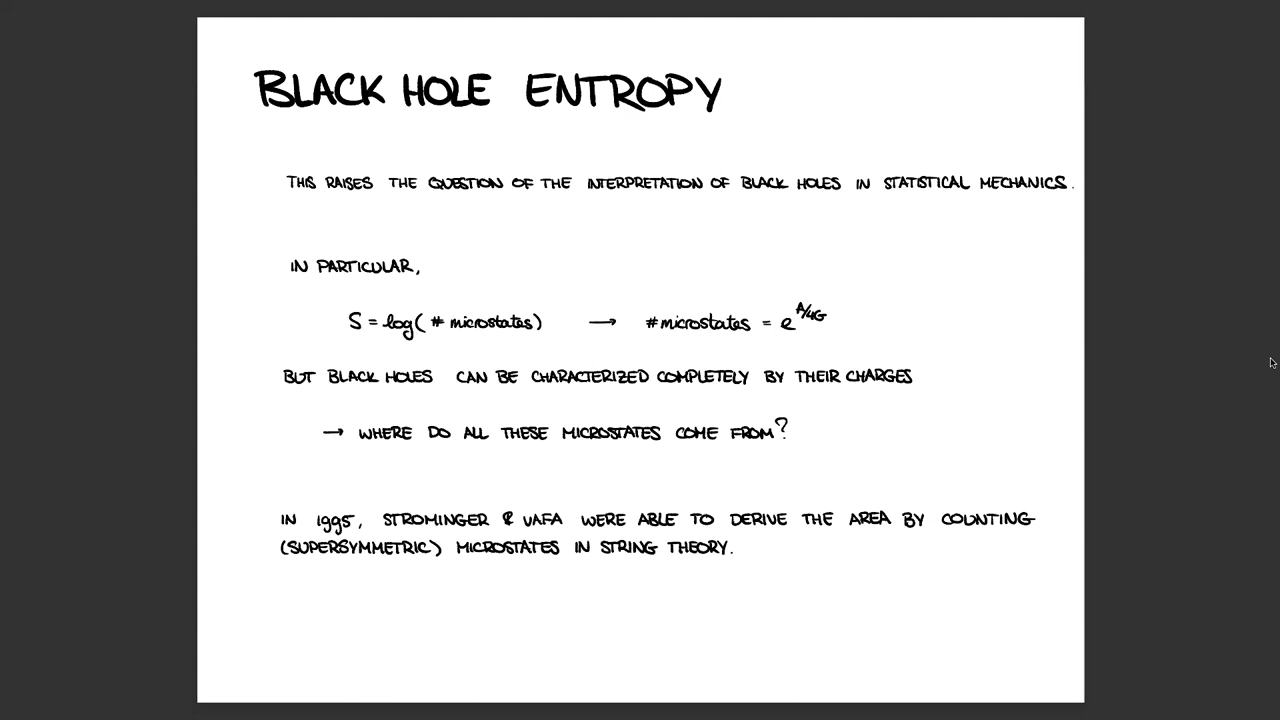 BLACK HOLE ENTROPY
THIS RAISES THE QUESTION OF THE INTERPRETATION OF BLACK HOLES IN STATISTICAL MECHANICS.
IN PARTICULAR,
S = log( # microstates) → # microstates = e^{A/4G}
BUT BLACK HOLES CAN BE CHARACTERIZED COMPLETELY BY THEIR CHARGES
→ WHERE DO ALL THESE MICROSTATES COME FROM?
IN 1995, STROMINGER & VAFA WERE ABLE TO DERIVE THE AREA BY COUNTING
(SUPERSYMMETRIC) MICROSTATES IN STRING THEORY.